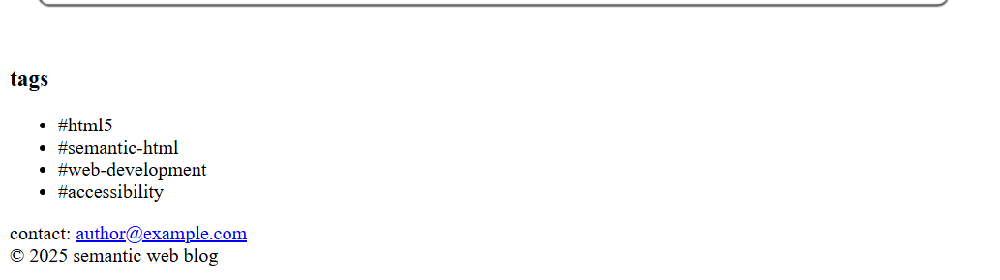 tags
#html5
#semantic-html
#web-development
#accessibility
contact: author@example.com
© 2025 semantic web blog